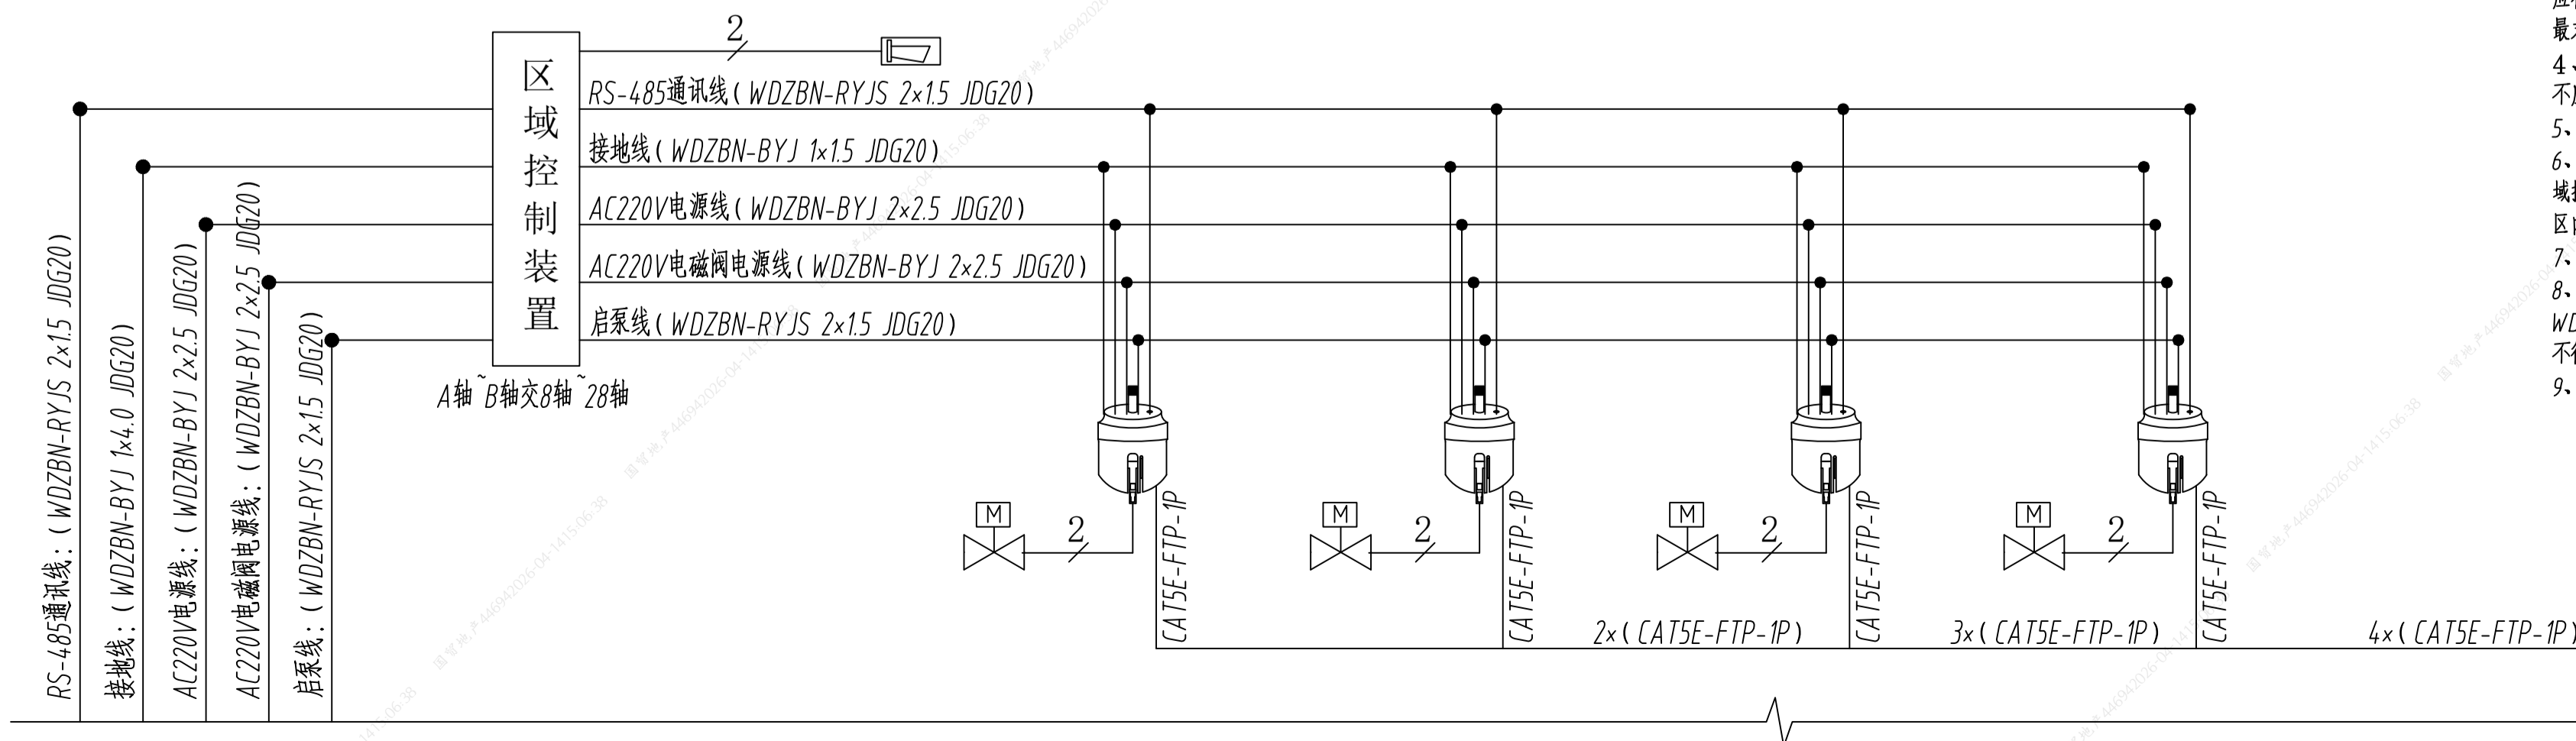 2
区域控制装置
RS-485通讯线(WDZBN-RYJS 2×1.5 JDG20)
接地线(WDZBN-BYJ 1×1.5 JDG20)
AC220V电源线(WDZBN-BYJ 2×2.5 JDG20)
AC220V电磁阀电源线(WDZBN-BYJ 2×2.5 JDG20)
启泵线(WDZBN-RYJS 2×1.5 JDG20)
A轴~B轴交8轴~28轴
RS-485通讯线:(WDZBN-RYJS 2×1.5 JDG20)
接地线:(WDZBN-BYJ 1×4.0 JDG20)
AC220V电源线:(WDZBN-BYJ 2×2.5 JDG20)
AC220V电磁阀电源线:(WDZBN-BYJ 2×2.5 JDG20)
启泵线:(WDZBN-RYJS 2×1.5 JDG20)
M
2
CAT5E-FTP-1P
M
2
CAT5E-FTP-1P
M
2
CAT5E-FTP-1P
M
2
CAT5E-FTP-1P
2×(CAT5E-FTP-1P)
3×(CAT5E-FTP-1P)
4×(CAT5E-FTP-1P)
4、
5、
6、
区
7、
8、
WD
9、